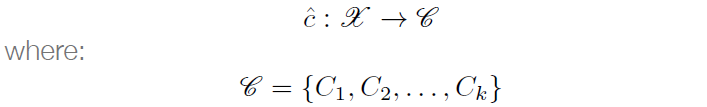 ĉ : 𝒳 → 𝒞
where:
𝒞 = {C₁, C₂, . . . , Cₖ}